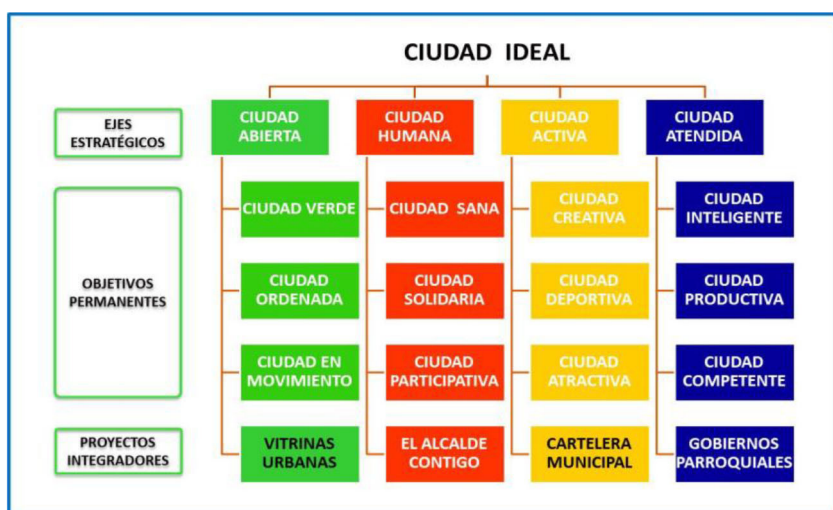 CIUDAD IDEAL
EJES
ESTRATÉGICOS
CIUDAD
ABIERTA
CIUDAD
HUMANA
CIUDAD
ACTIVA
CIUDAD
ATENDIDA
OBJETIVOS
PERMANENTES
CIUDAD VERDE
CIUDAD SANA
CIUDAD
CREATIVA
CIUDAD
INTELIGENTE
CIUDAD
ORDENADA
CIUDAD
SOLIDARIA
CIUDAD
DEPORTIVA
CIUDAD
PRODUCTIVA
CIUDAD EN
MOVIMIENTO
CIUDAD
PARTICIPATIVA
CIUDAD
ATRACTIVA
CIUDAD
COMPETENTE
PROYECTOS
INTEGRADORES
VITRINAS
URBANAS
EL ALCALDE
CONTIGO
CARTELERA
MUNICIPAL
GOBIERNOS
PARROQUIALES